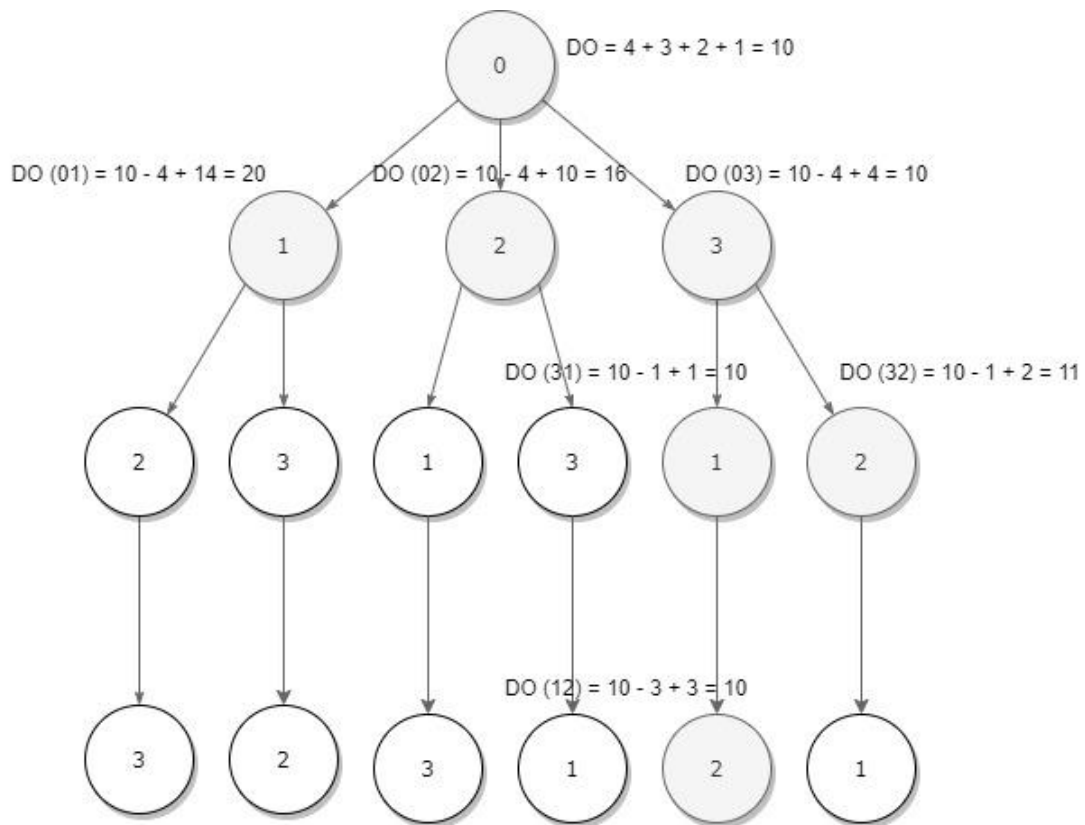 0
DO = 4 + 3 + 2 + 1 = 10
DO (01) = 10 - 4 + 14 = 20
DO (02) = 10 - 4 + 10 = 16
DO (03) = 10 - 4 + 4 = 10
1
2
3
DO (31) = 10 - 1 + 1 = 10
DO (32) = 10 - 1 + 2 = 11
2
3
1
3
1
2
DO (12) = 10 - 3 + 3 = 10
3
2
3
1
2
1